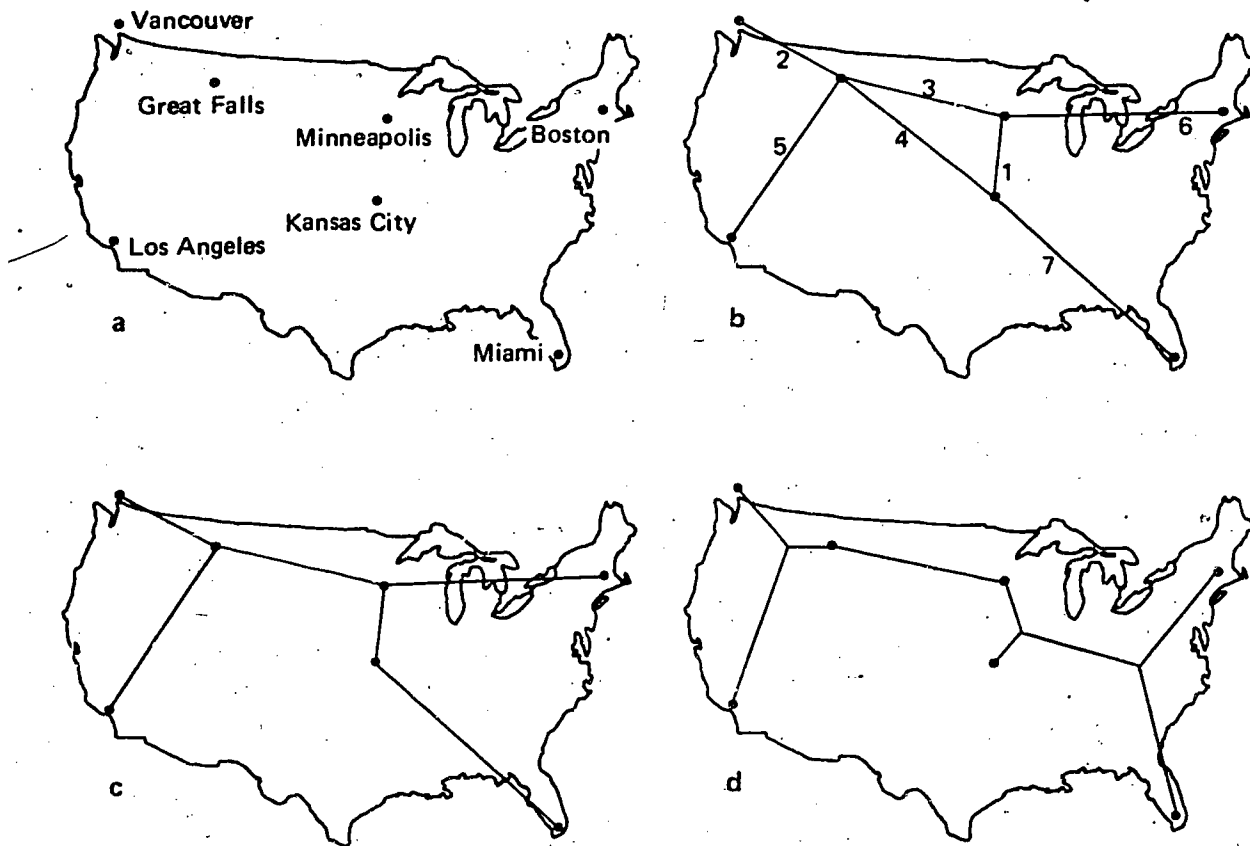 Vancouver
Great Falls
Minneapolis
Boston
Kansas City
Los Angeles
Miami
a
2
3
6
5
4
1
7
b
c
d